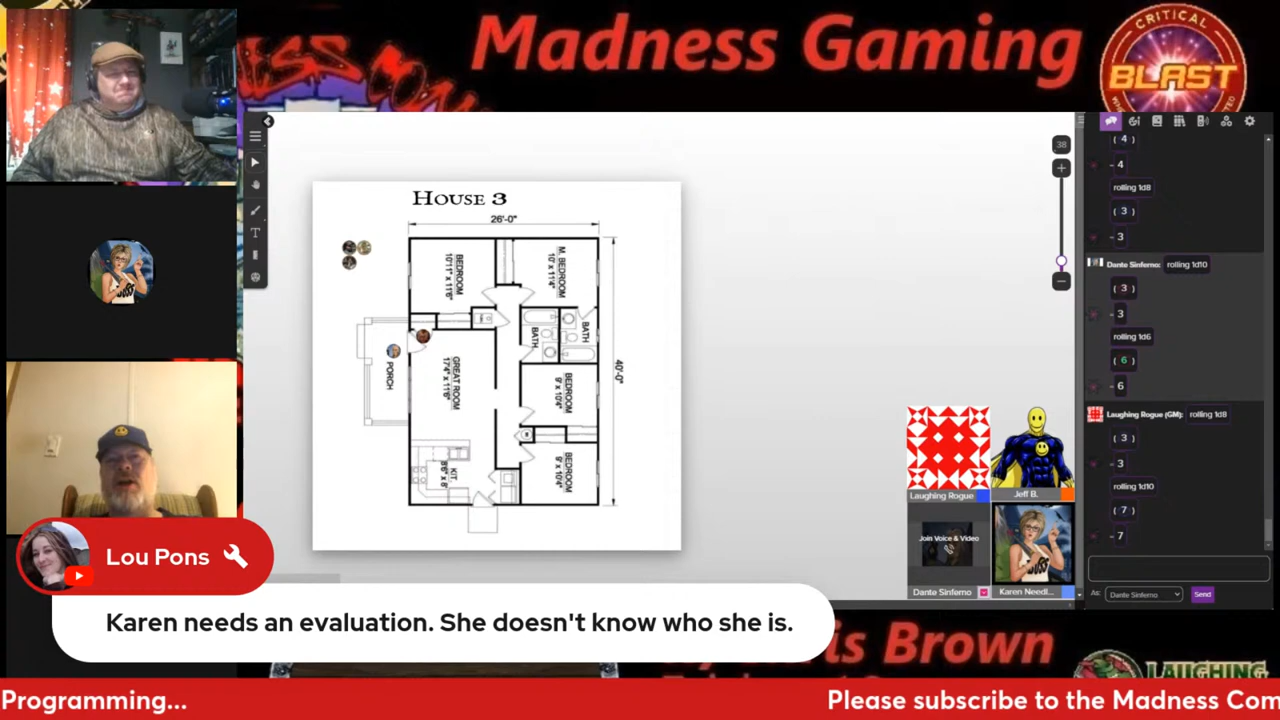 Madness Gaming
CRITICAL
BLAST
38
HOUSE 3
26'-0"
BEDROOM
10'11" x 11'6"
M. BEDROOM
10' x 11'4"
BATH
BATH
PORCH
GREAT ROOM
17'4" x 11'6"
40'-0"
BEDROOM
9' x 10'4"
BEDROOM
9' x 10'4"
KIT.
8'6" x 8'
( 4 )
- 4
rolling 1d8
( 3 )
- 3
Dante Sinferno: rolling 1d10
( 3 )
- 3
rolling 1d6
( 6 )
- 6
Laughing Rogue (GM): rolling 1d8
( 3 )
- 3
rolling 1d10
( 7 )
- 7
As: Dante Sinferno Send
Laughing Rogue
Jeff B.
Join Voice & Video
Dante Sinferno
Karen Needl...
Lou Pons
Karen needs an evaluation. She doesn't know who she is.
is Brown
LAUGHING
Programming...
Please subscribe to the Madness Com